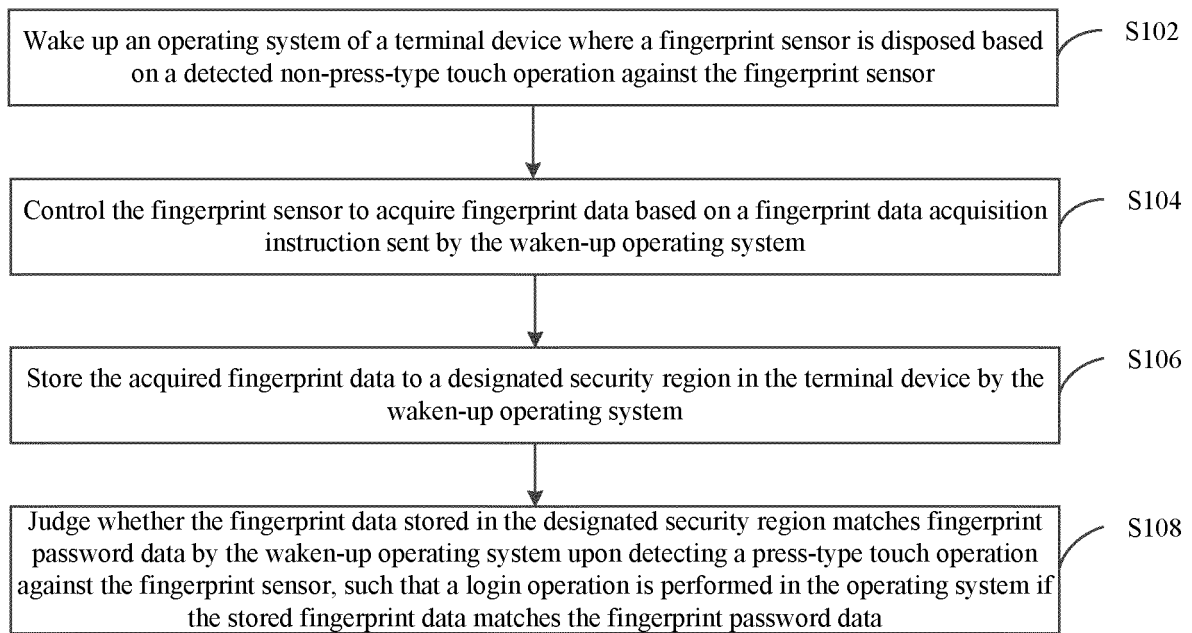 Wake up an operating system of a terminal device where a fingerprint sensor is disposed based
on a detected non-press-type touch operation against the fingerprint sensor
S102
Control the fingerprint sensor to acquire fingerprint data based on a fingerprint data acquisition
instruction sent by the waken-up operating system
S104
Store the acquired fingerprint data to a designated security region in the terminal device by the
waken-up operating system
S106
Judge whether the fingerprint data stored in the designated security region matches fingerprint
password data by the waken-up operating system upon detecting a press-type touch operation
against the fingerprint sensor, such that a login operation is performed in the operating system if
the stored fingerprint data matches the fingerprint password data
S108